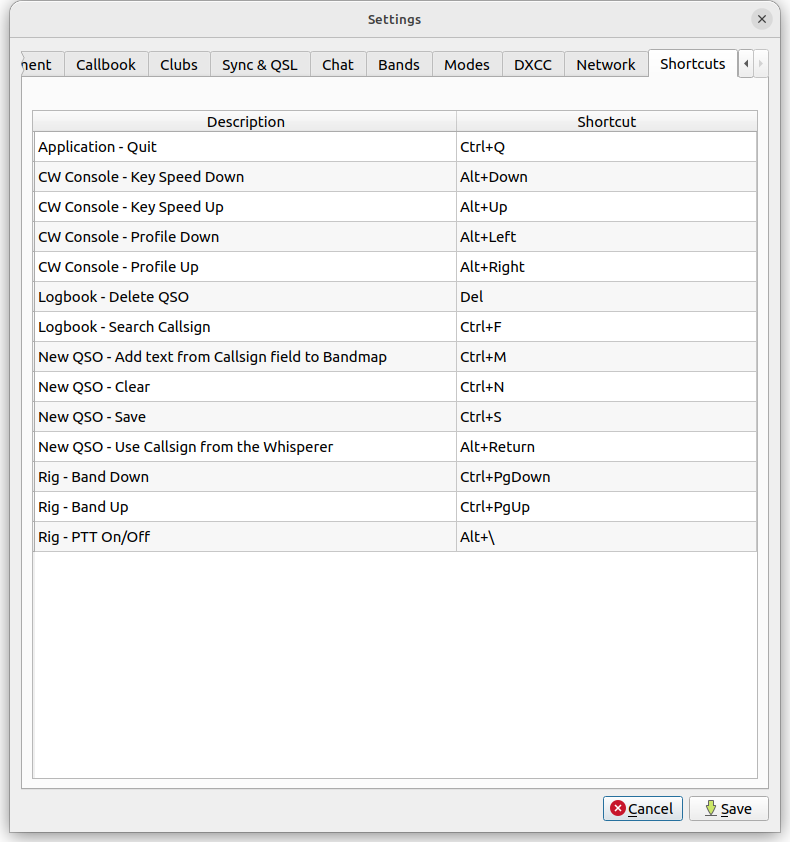 Settings
Callbook Clubs Sync & QSL Chat Bands Modes DXCC Network Shortcuts
Description Shortcut
Application - Quit Ctrl+Q
CW Console - Key Speed Down Alt+Down
CW Console - Key Speed Up Alt+Up
CW Console - Profile Down Alt+Left
CW Console - Profile Up Alt+Right
Logbook - Delete QSO Del
Logbook - Search Callsign Ctrl+F
New QSO - Add text from Callsign field to Bandmap Ctrl+M
New QSO - Clear Ctrl+N
New QSO - Save Ctrl+S
New QSO - Use Callsign from the Whisperer Alt+Return
Rig - Band Down Ctrl+PgDown
Rig - Band Up Ctrl+PgUp
Rig - PTT On/Off Alt+\
Cancel Save